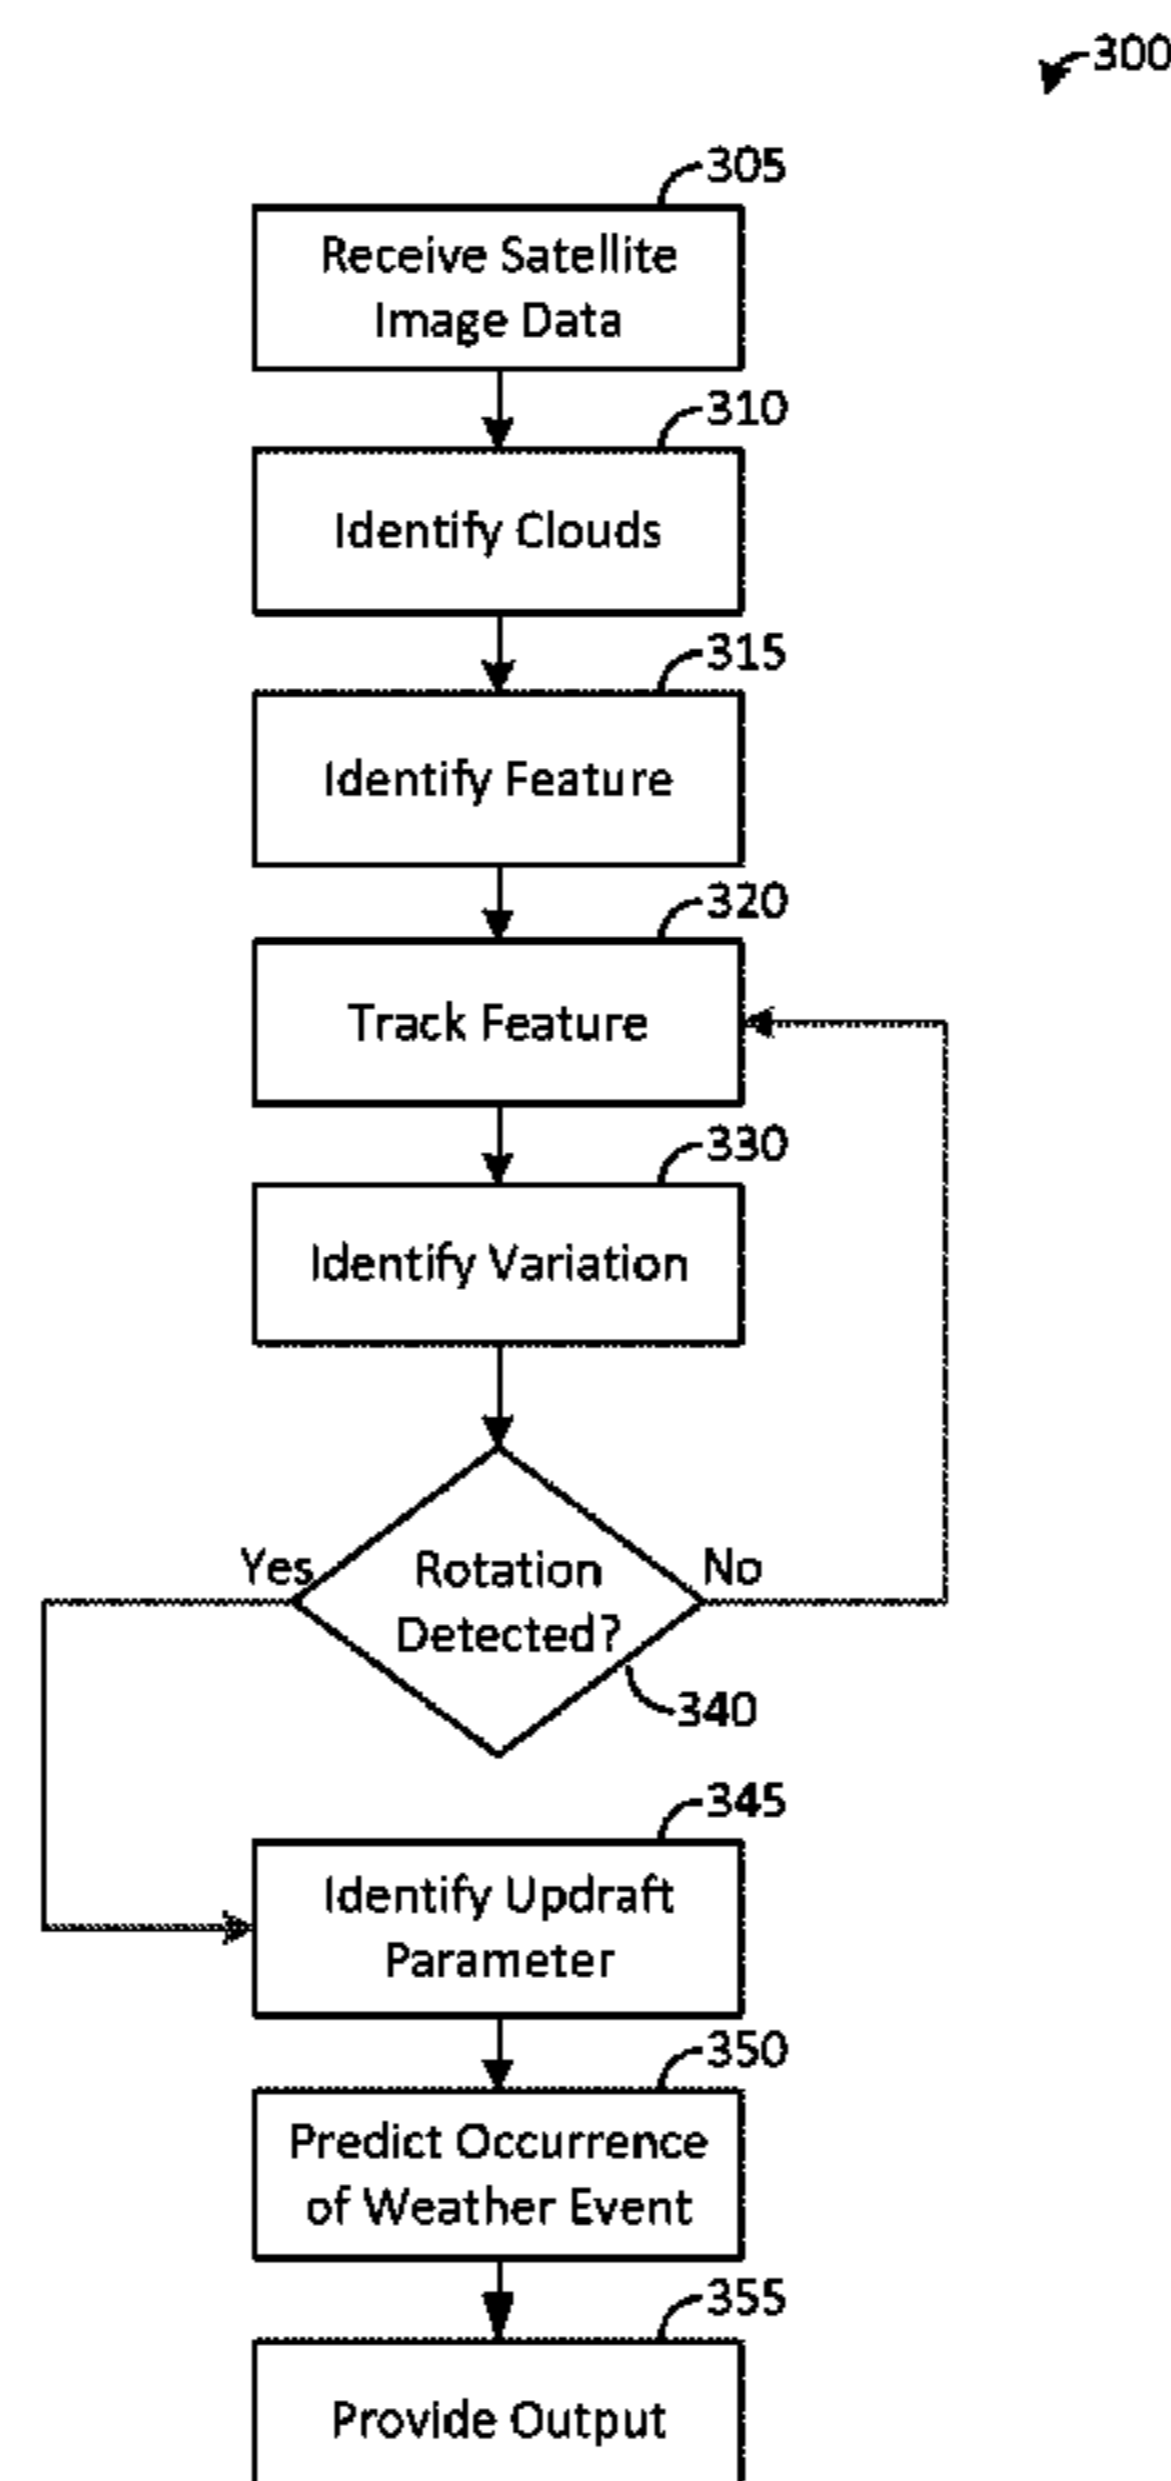 300
305
Receive Satellite
Image Data
310
Identify Clouds
315
Identify Feature
320
Track Feature
330
Identify Variation
Yes
Rotation
Detected?
No
340
345
Identify Updraft
Parameter
350
Predict Occurrence
of Weather Event
355
Provide Output